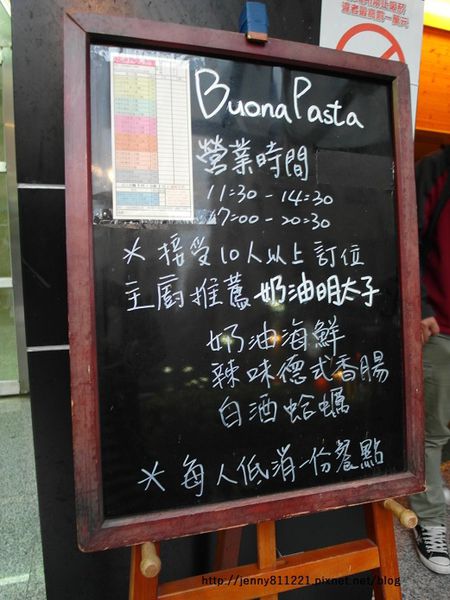 BuonaPasta
營業時間
11:30 - 14:30
17:00 - 20:30
* 接受10人以上訂位
主廚推薦 奶油明太子
奶油海鮮
辣味德式香腸
白酒蛤蠣
* 每人低消一份餐點
http://jenny811221.pixnet.net/blog